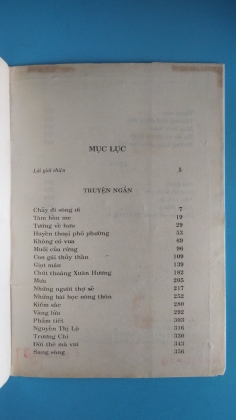 MỤC LỤC
Lời giới thiệu 5
TRUYỆN NGẮN
Chảy đi sông ơi 7
Tâm hồn mẹ 19
Tướng về hưu 29
Huyền thoại phố phường 53
Không có vua 69
Muối của rừng 96
Con gái thủy thần 109
Giọt máu 139
Chút thoáng Xuân Hương 182
Mưa 205
Những người thợ xẻ 217
Những bài học nông thôn 252
Kiếm sắc 280
Vàng lửa 292
Phẩm tiết 303
Nguyễn Thị Lộ 316
Trương Chi 330
Đời thế mà vui 343
Sang sông 356